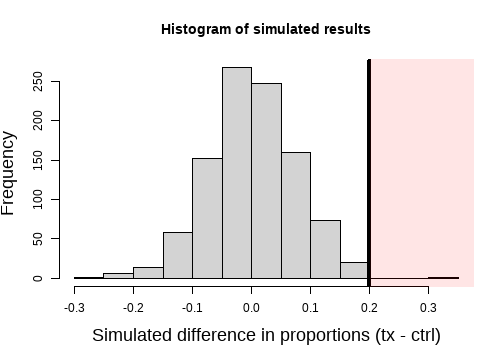 Histogram of simulated results
Frequency
250
200
150
100
50
0
-0.3 -0.2 -0.1 0.0 0.1 0.2 0.3
Simulated difference in proportions (tx - ctrl)